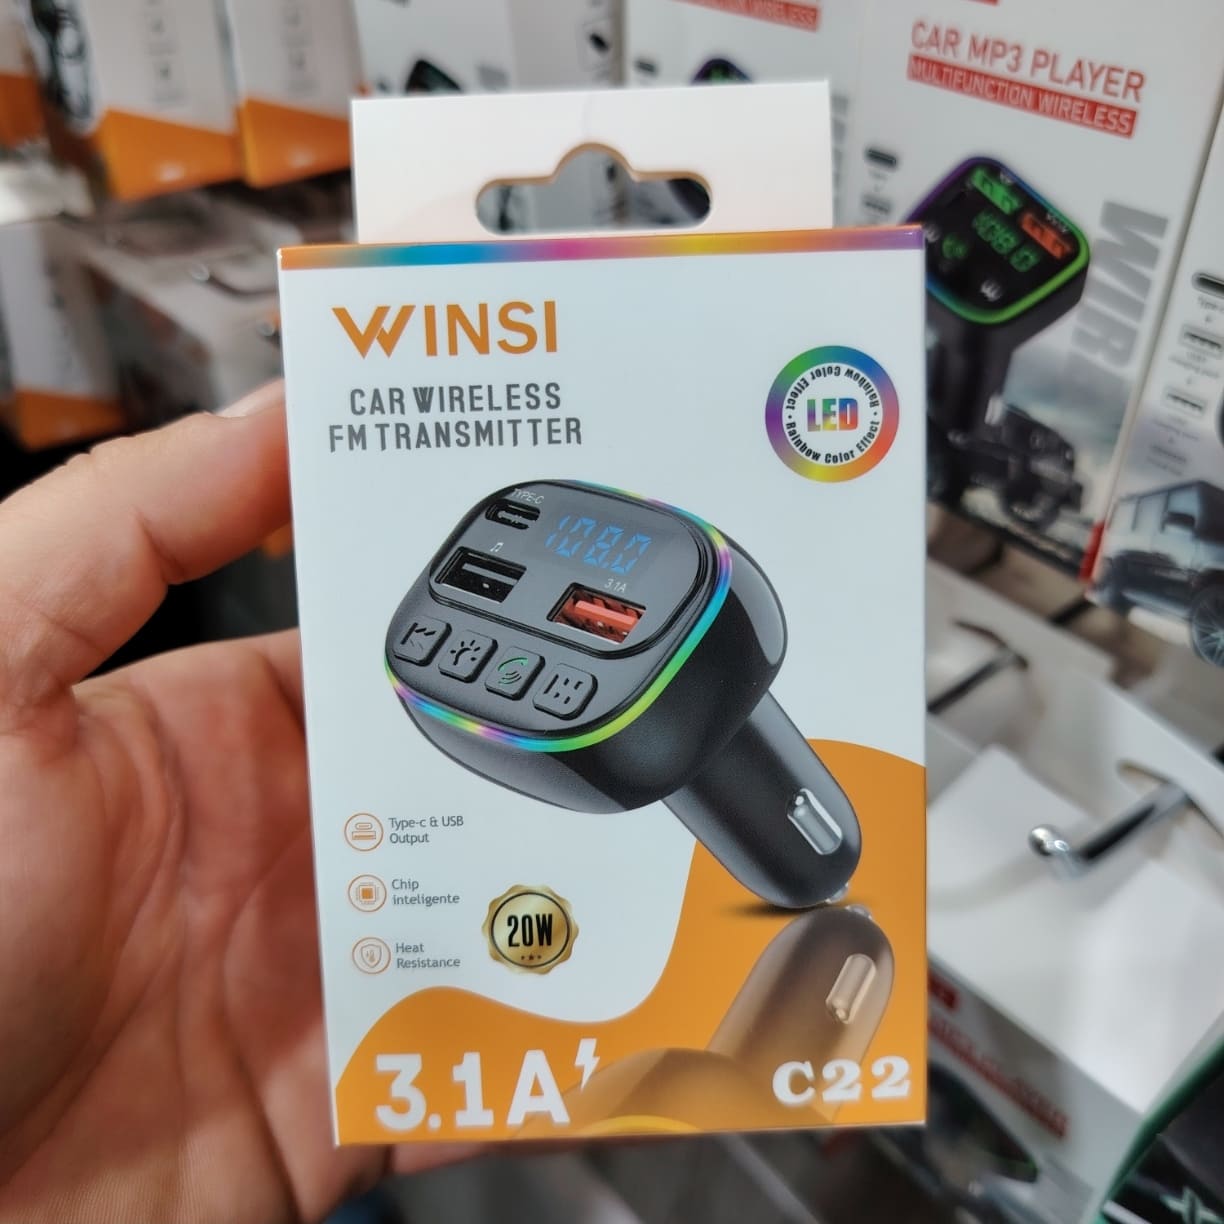 WINSI
CAR WIRELESS
FM TRANSMITTER
LED
Rainbow Color Effect • Rainbow Color Effect •
TYPE-C
108.0
3.1A
Type-c & USB
Output
Chip
inteligente
Heat
Resistance
20W
3.1A
C22
CAR MP3 PLAYER
MULTIFUNCTION WIRELESS